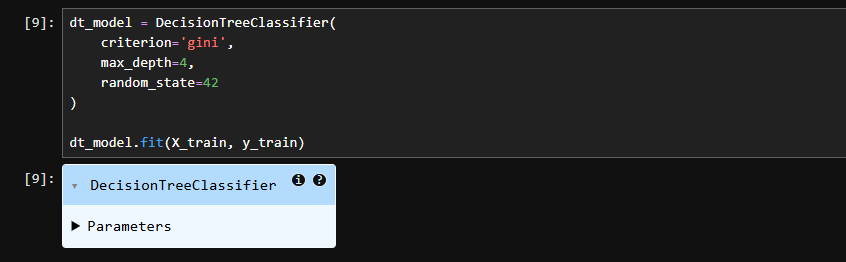 [9]:
dt_model = DecisionTreeClassifier(
    criterion='gini',
    max_depth=4,
    random_state=42
)
dt_model.fit(X_train, y_train)
[9]:
▾ DecisionTreeClassifier i ?
▶ Parameters